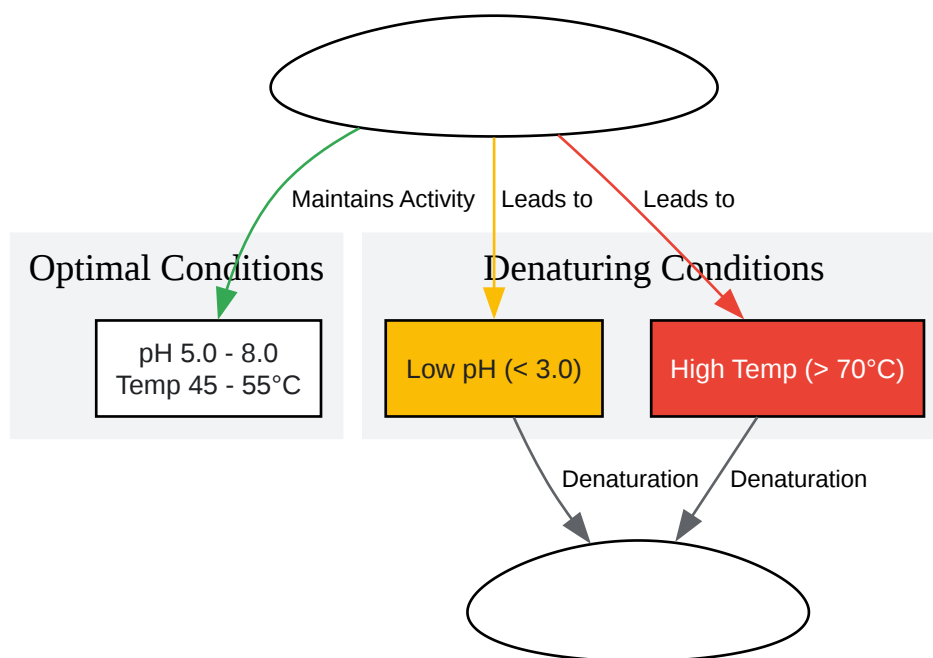 Maintains Activity
Leads to
Leads to
Optimal Conditions
Denaturing Conditions
pH 5.0 - 8.0
Temp 45 - 55°C
Low pH (< 3.0)
High Temp (> 70°C)
Denaturation
Denaturation